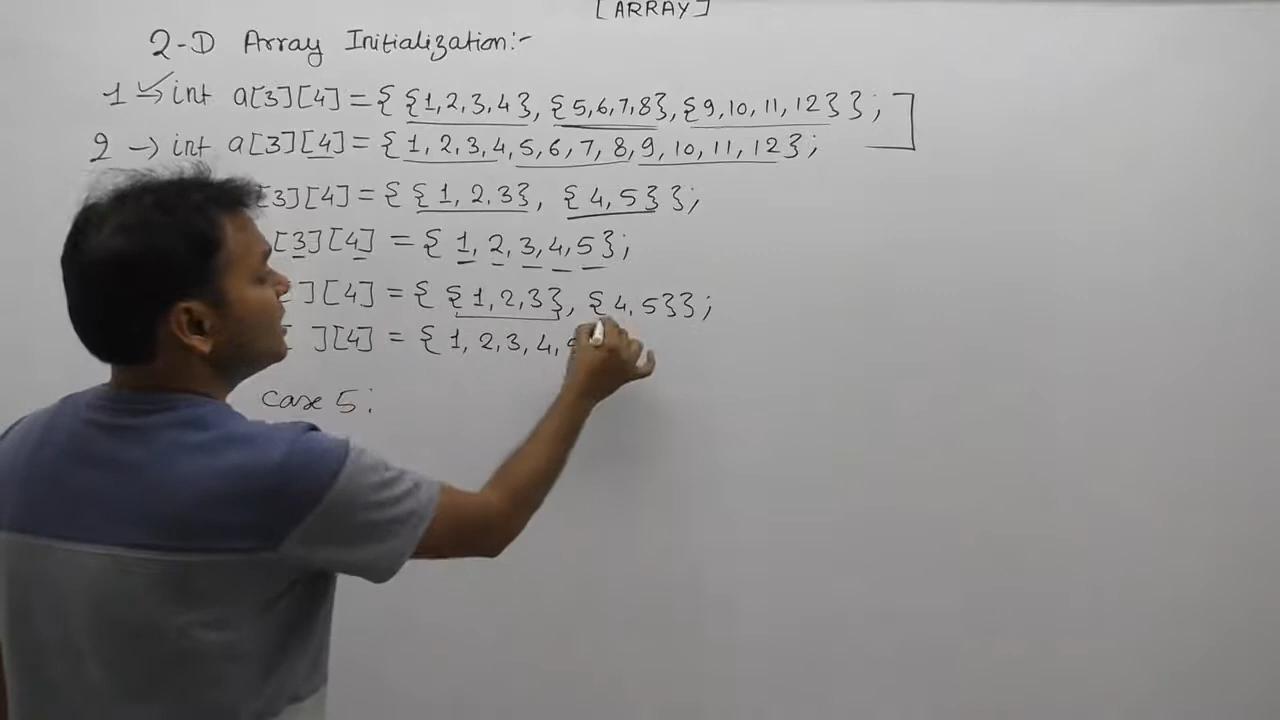 [ARRAY]
2-D Array Initialization:-
1 → int a[3][4] = { {1,2,3,4}, {5,6,7,8}, {9,10,11,12} };
2 → int a[3][4] = { 1,2,3,4,5,6,7,8,9,10,11,12 };
[3][4] = { {1,2,3}, {4,5} };
[3][4] = { 1,2,3,4,5 };
][4] = { {1,2,3}, {4,5} };
][4] = { 1,2,3,4,
case 5: